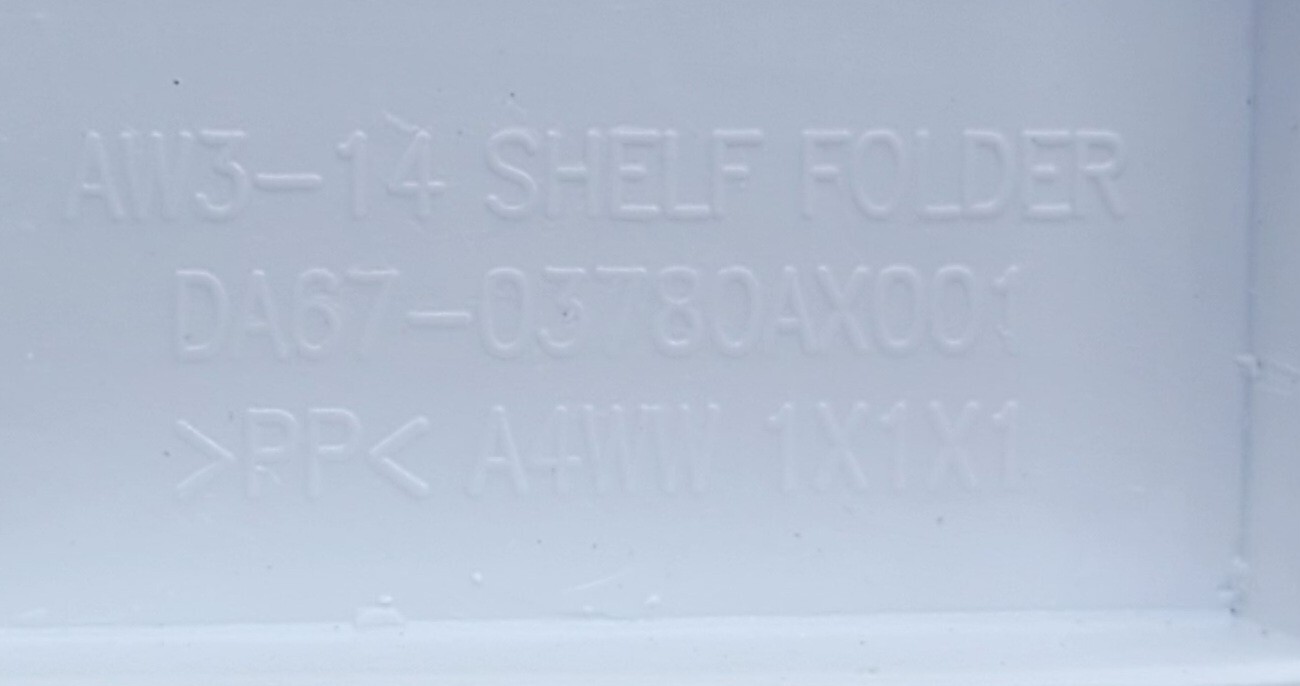 AW3-14 SHELF FOLDER
DA67-03780AX001
>PP< A4WW 1X1X1